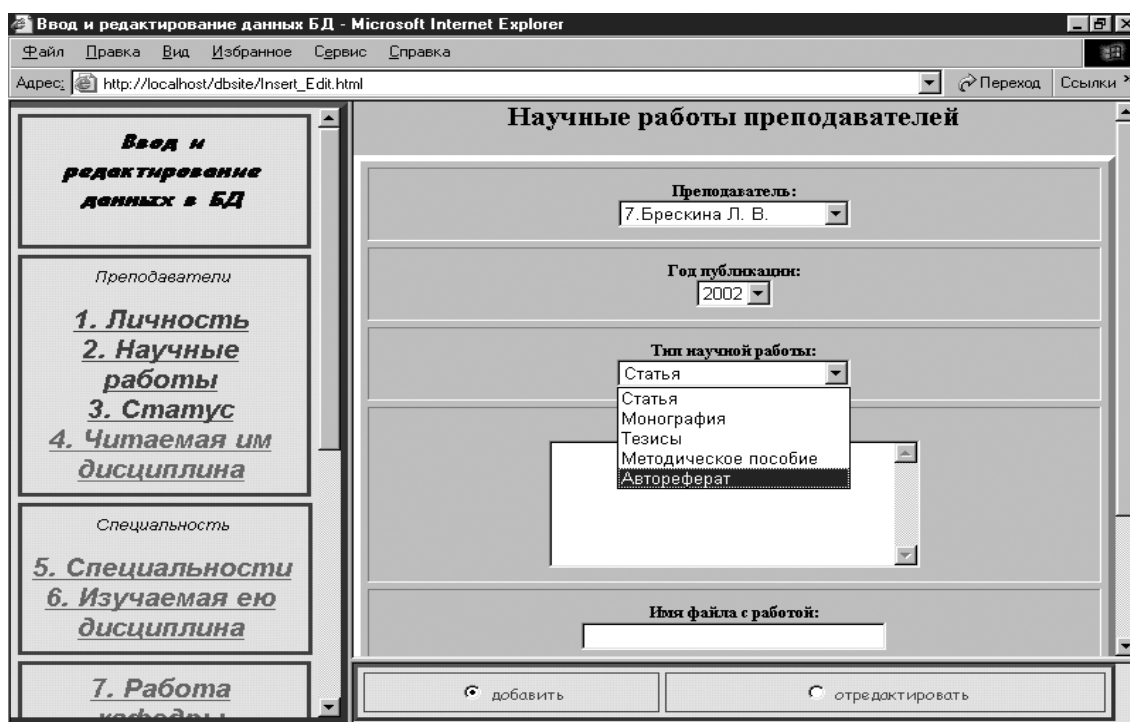 Ввод и редактирование данных БД - Microsoft Internet Explorer
Файл Правка Вид Избранное Сервис Справка
Адрес: http://localhost/dbsite/Insert_Edit.html Переход Ссылки
Ввод и
редактирование
данных в БД
Преподаватели
1. Личность
2. Научные
работы
3. Статус
4. Читаемая им
дисциплина
Специальность
5. Специальности
6. Изучаемая ею
дисциплина
7. Работа
кафедры
Научные работы преподавателей
Преподаватель:
7.Брескина Л. В.
Год публикации:
2002
Тип научной работы:
Статья
Статья
Монография
Тезисы
Методическое пособие
Автореферат
Имя файла с работой:
добавить
отредактировать